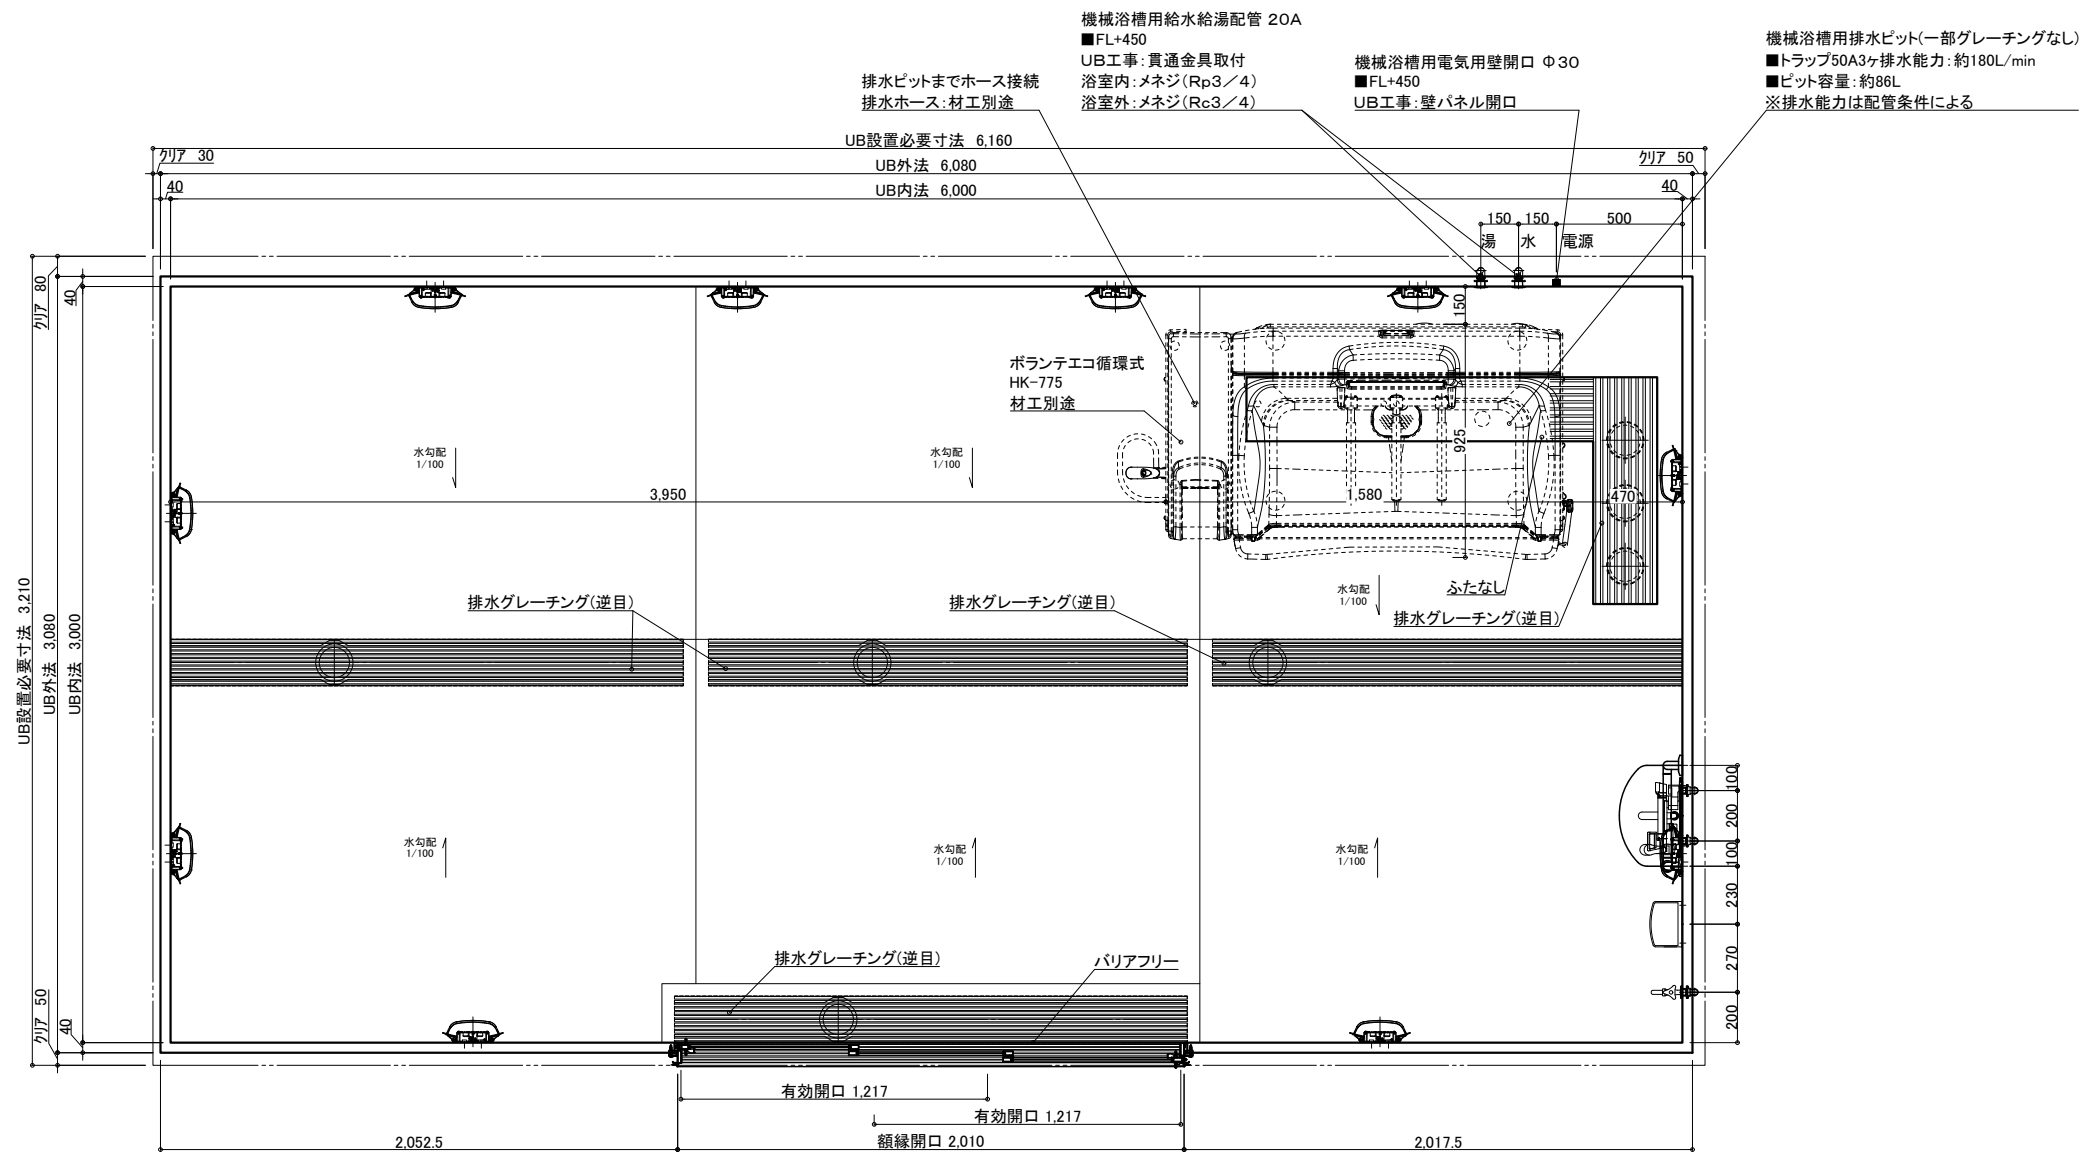 機械浴槽用給水給湯配管 20A
■FL+450
UB工事:貫通金具取付
浴室内:メネジ(Rp3/4)
浴室外:メネジ(Rc3/4)
機械浴槽用電気用壁開口 Φ30
■FL+450
UB工事:壁パネル開口
機械浴槽用排水ピット(一部グレーチングなし)
■トラップ50A3ヶ排水能力:約180L/min
■ピット容量:約86L
※排水能力は配管条件による
排水ピットまでホース接続
排水ホース:材工別途
UB設置必要寸法 6,160
クリア 30
クリア 50
UB外法 6,080
40
UB内法 6,000
40
150
150
500
湯
水
電源
クリア 80
40
150
ボランテエコ循環式
HK-775
材工別途
925
水勾配
1/100
水勾配
1/100
3,950
1,580
470
水勾配
1/100
ふたなし
排水グレーチング(逆目)
排水グレーチング(逆目)
排水グレーチング(逆目)
UB設置必要寸法 3,210
UB外法 3,080
UB内法 3,000
100
200
100
230
270
200
水勾配
1/100
水勾配
1/100
水勾配
1/100
排水グレーチング(逆目)
バリアフリー
クリア 50
40
有効開口 1,217
有効開口 1,217
2,052.5
額縁開口 2,010
2,017.5